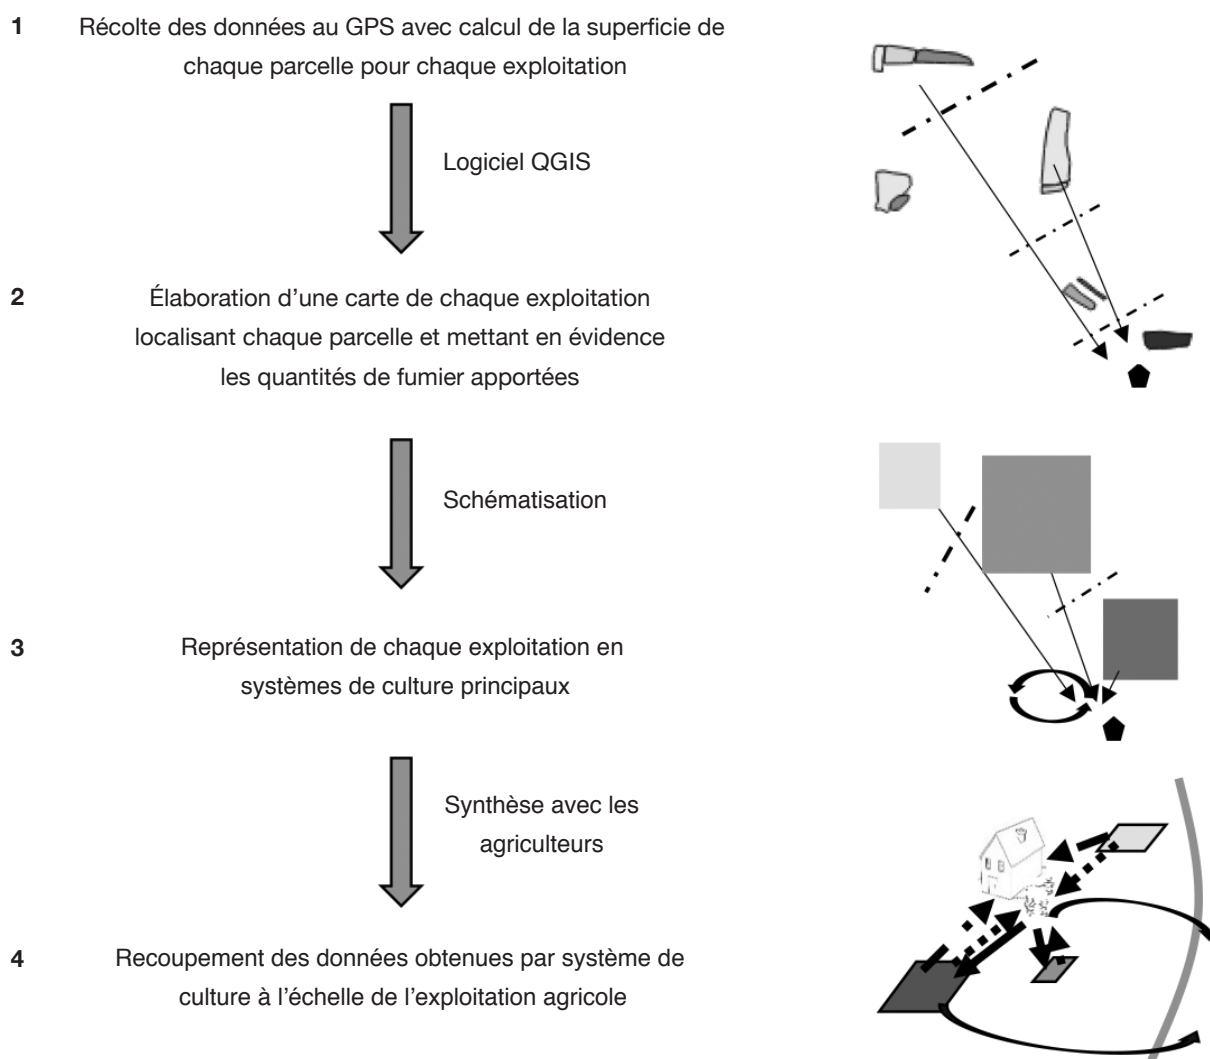 1 Récolte des données au GPS avec calcul de la superficie de
chaque parcelle pour chaque exploitation
Logiciel QGIS
2 Élaboration d’une carte de chaque exploitation
localisant chaque parcelle et mettant en évidence
les quantités de fumier apportées
Schématisation
3 Représentation de chaque exploitation en
systèmes de culture principaux
Synthèse avec les
agriculteurs
4 Recoupement des données obtenues par système de
culture à l’échelle de l’exploitation agricole